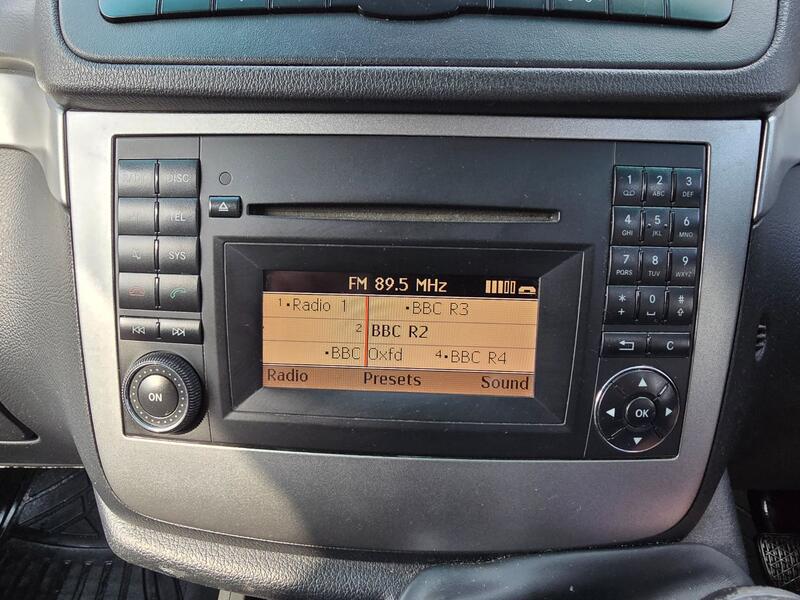 DISC
TEL
SYS
ON
FM 89.5 MHz
1 •Radio 1 •BBC R3
2 BBC R2
•BBC Oxfd 4•BBC R4
Radio Presets Sound
1 2 ABC 3 DEF
4 GHI 5 JKL 6 MNO
7 PQRS 8 TUV 9 WXYZ
* + 0 #
C
OK